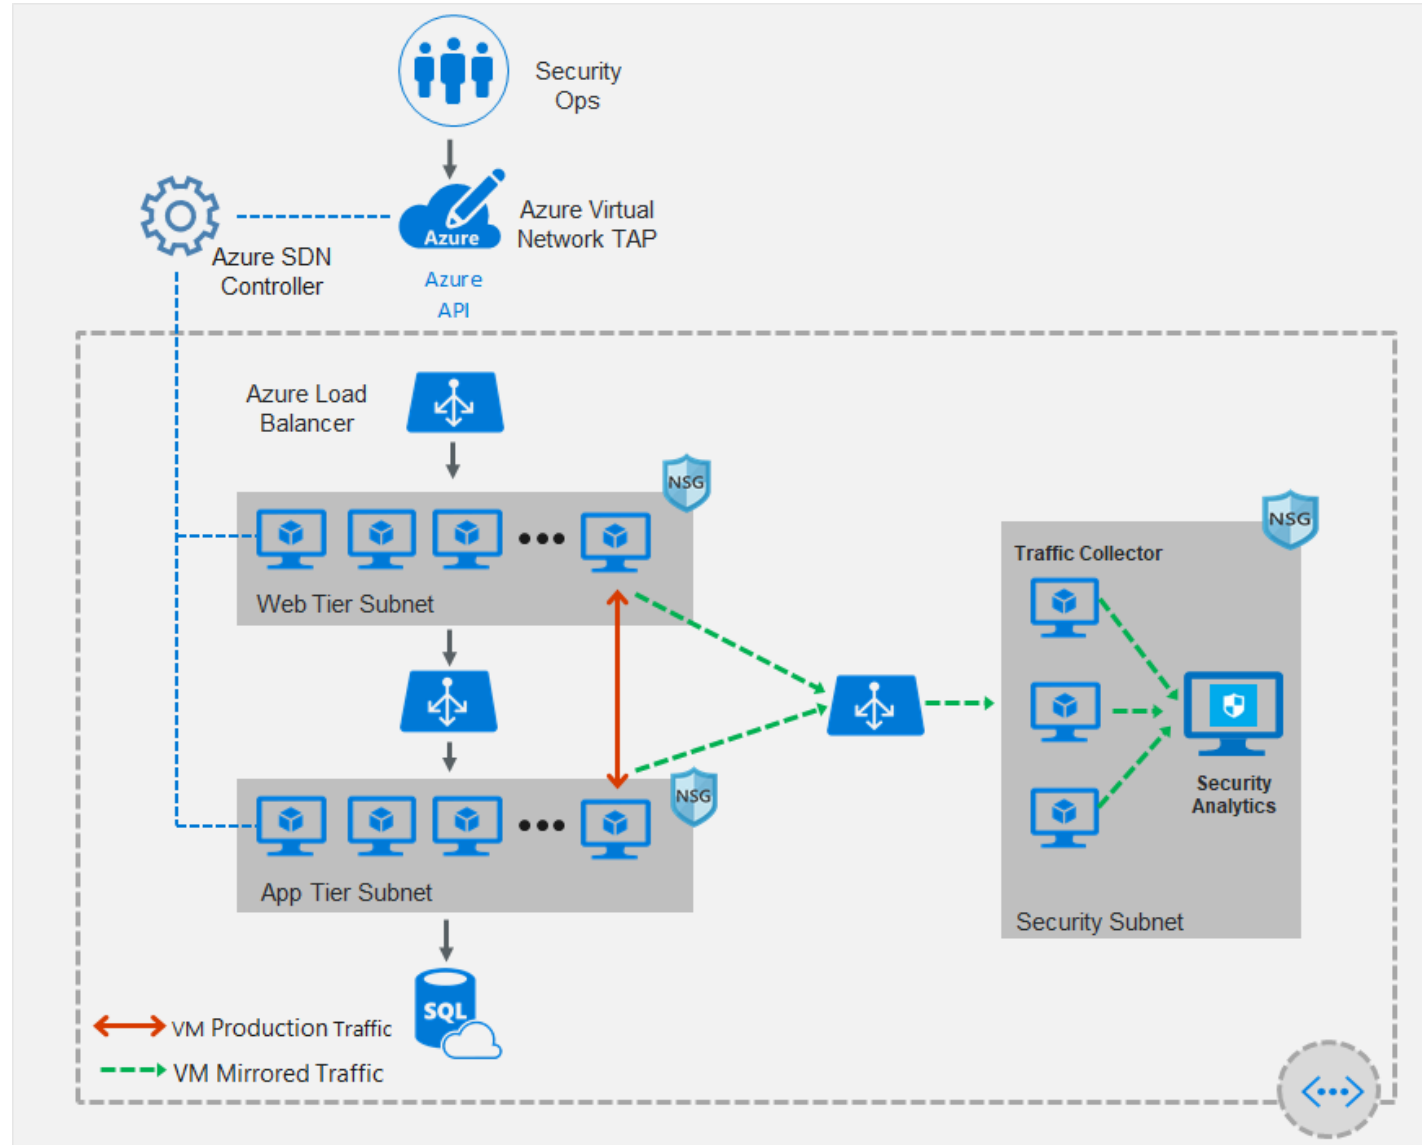 Security
Ops
Azure
Azure Virtual
Network TAP
Azure SDN
Controller
Azure
API
Azure Load
Balancer
NSG
Web Tier Subnet
NSG
Traffic Collector
NSG
App Tier Subnet
Security
Analytics
Security Subnet
SQL
VM Production Traffic
VM Mirrored Traffic